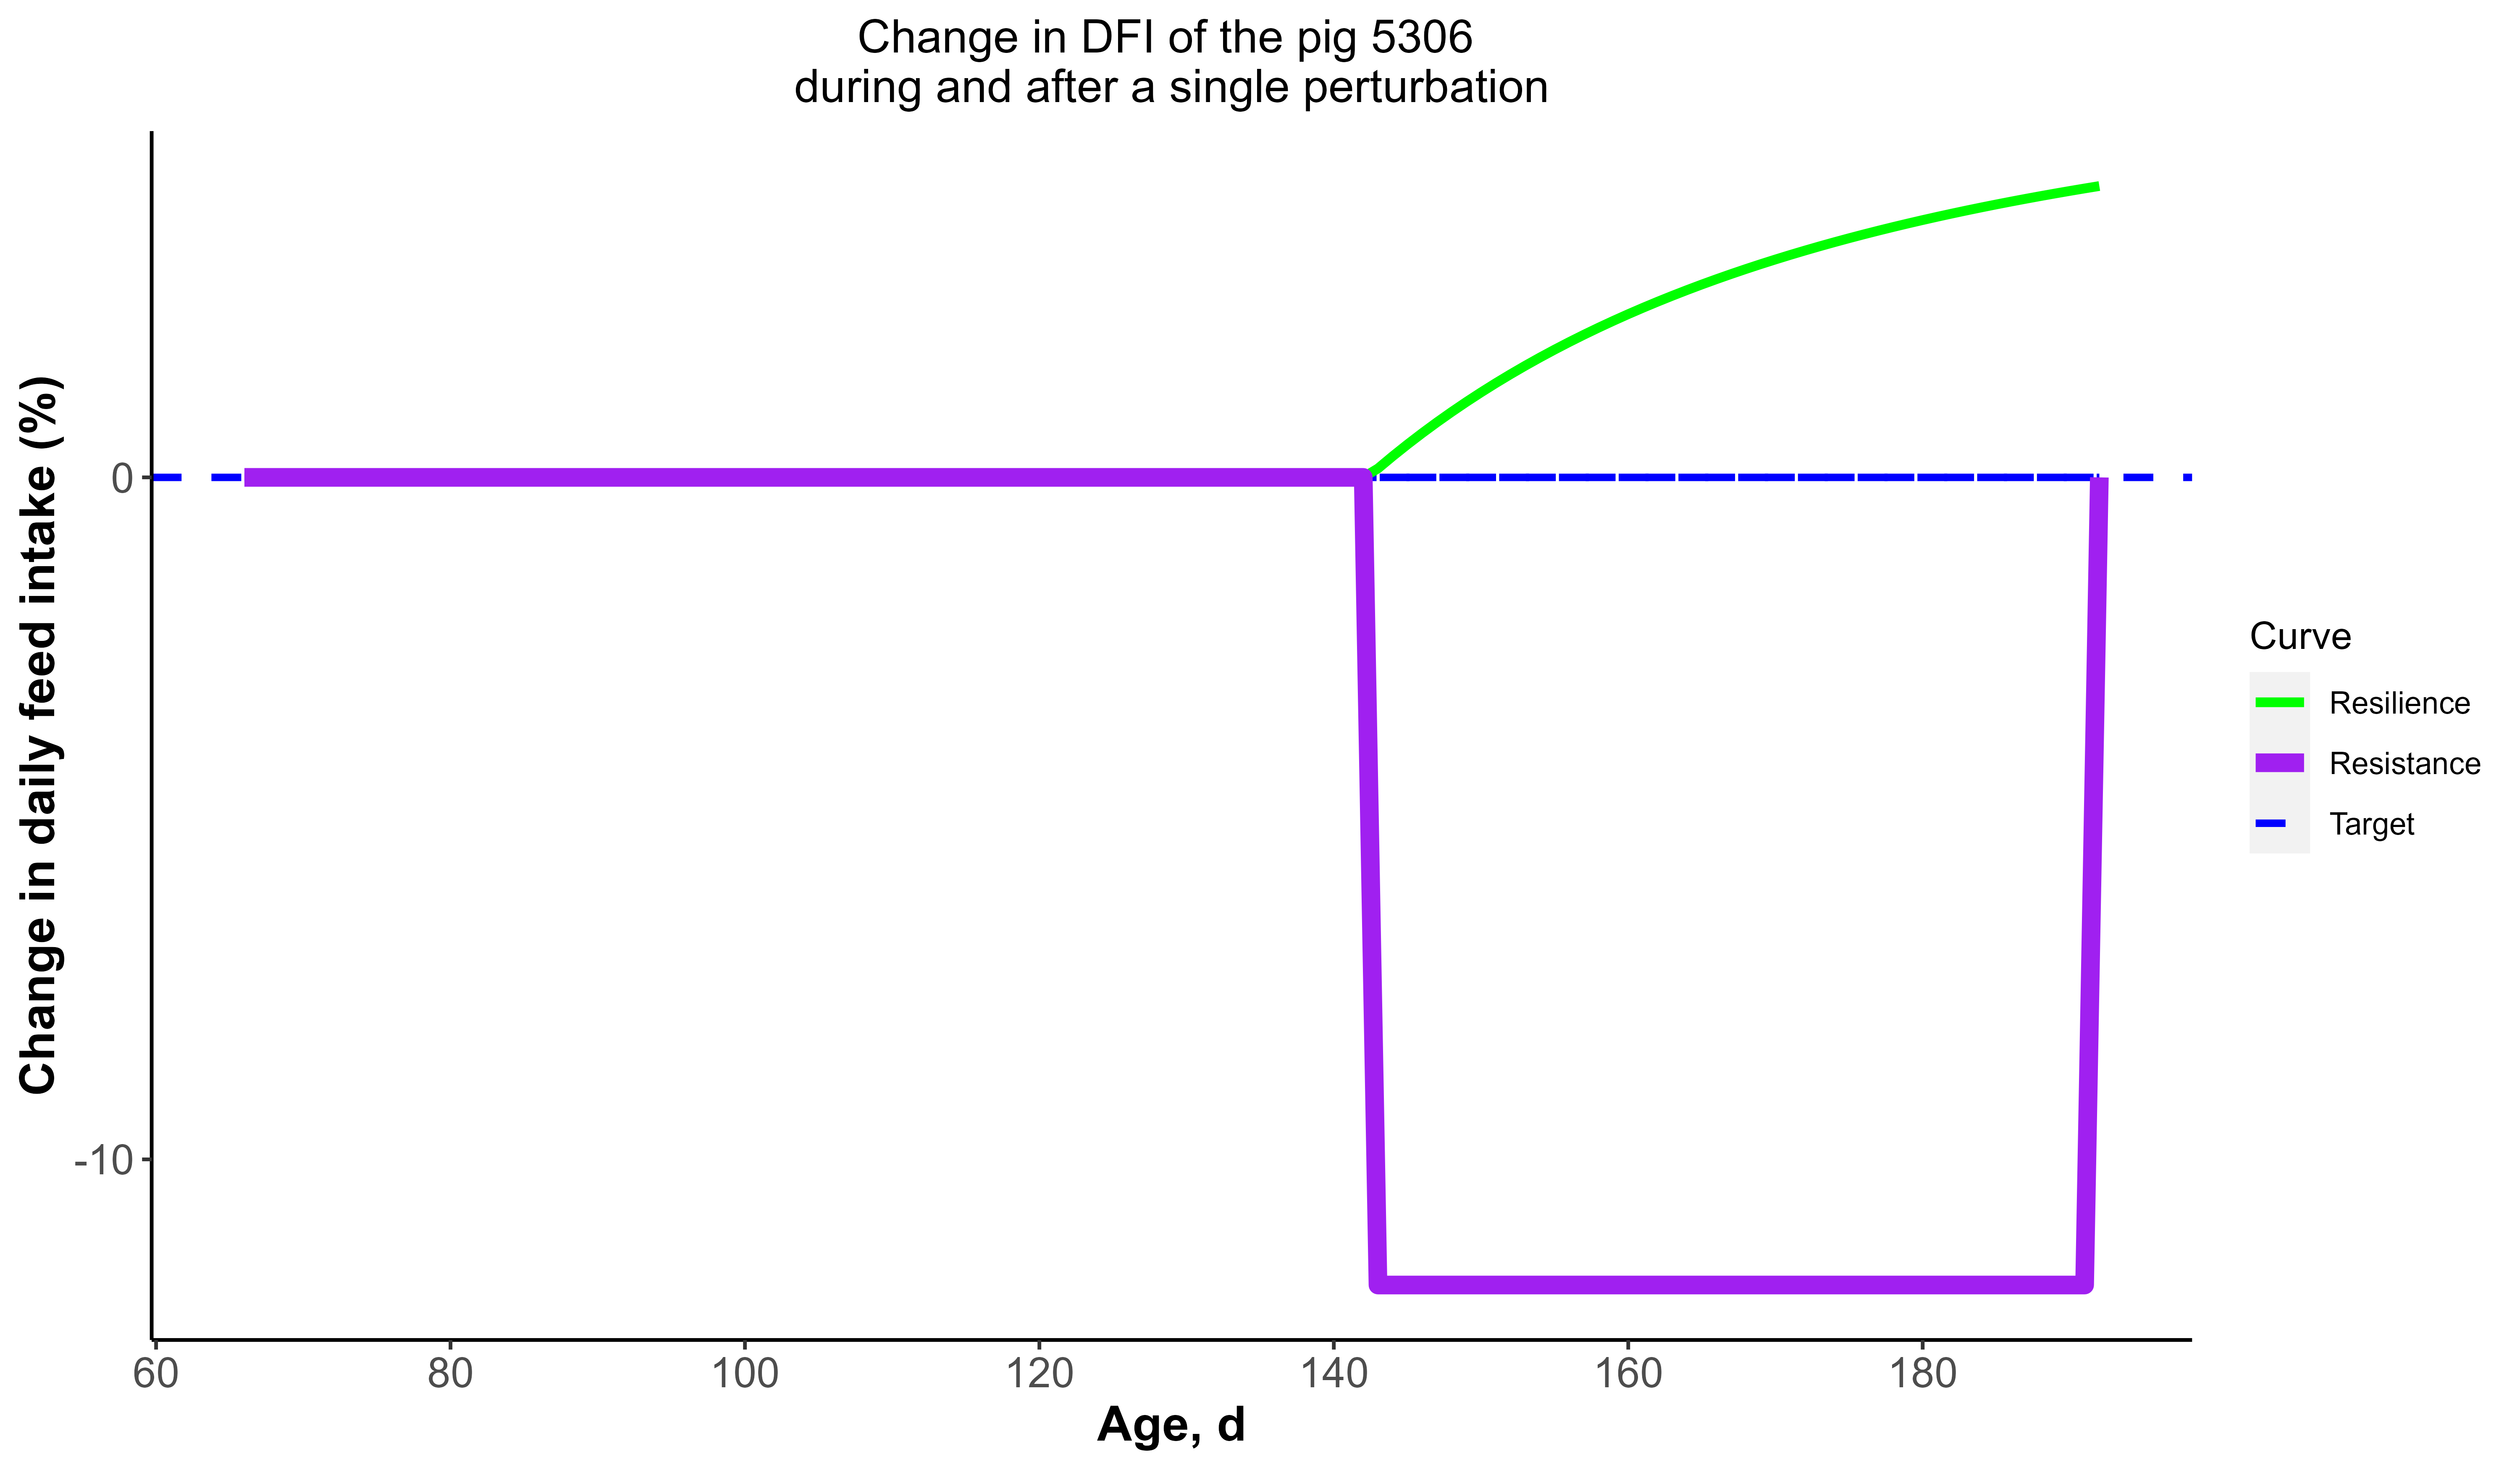 Change in DFI of the pig 5306
during and after a single perturbation
Change in daily feed intake (%)
0
-10
60
80
100
120
140
160
180
Age, d
Curve
Resilience
Resistance
Target